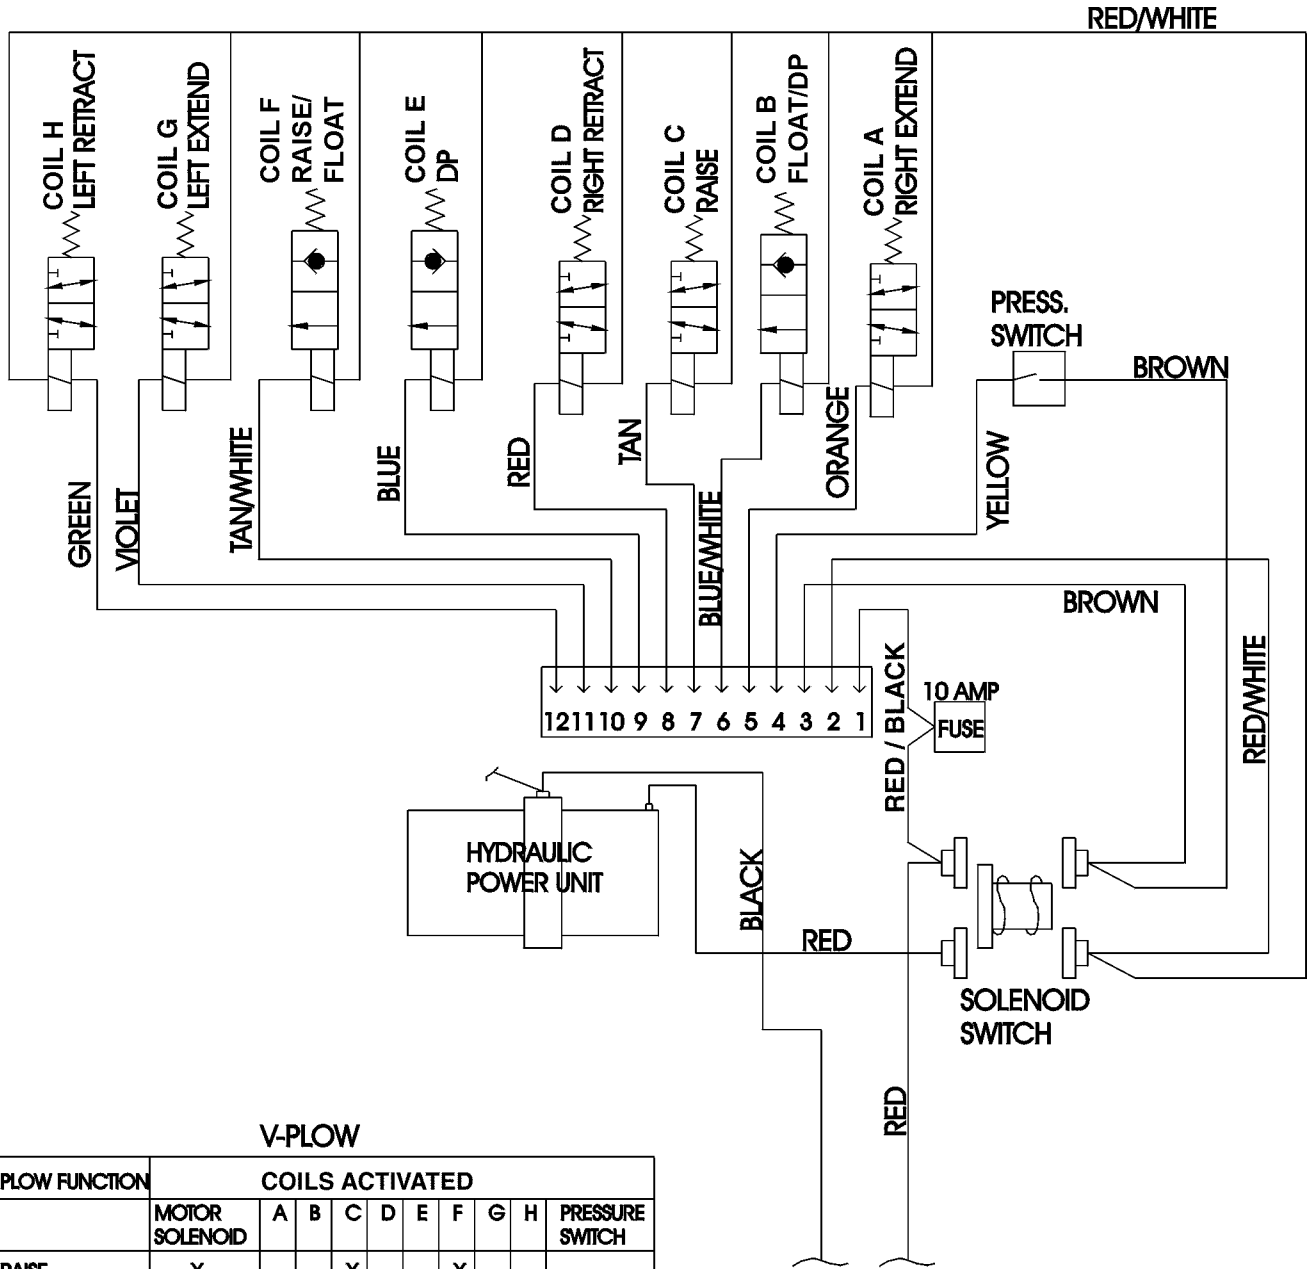 RED/WHITE
COIL H
LEFT RETRACT
COIL G
LEFT EXTEND
COIL F
RAISE/
FLOAT
COIL E
DP
COIL D
RIGHT RETRACT
COIL C
RAISE
COIL B
FLOAT/DP
COIL A
RIGHT EXTEND
PRESS.
SWITCH
BROWN
GREEN
VIOLET
TAN/WHITE
BLUE
RED
TAN
BLUE/WHITE
ORANGE
YELLOW
BROWN
RED/WHITE
12 11 10 9 8 7 6 5 4 3 2 1
RED / BLACK
10 AMP
FUSE
HYDRAULIC
POWER UNIT
BLACK
RED
SOLENOID
SWITCH
RED
V-PLOW
PLOW FUNCTION COILS ACTIVATED
MOTOR
SOLENOID A B C D E F G H PRESSURE
SWITCH
RAISE X X X